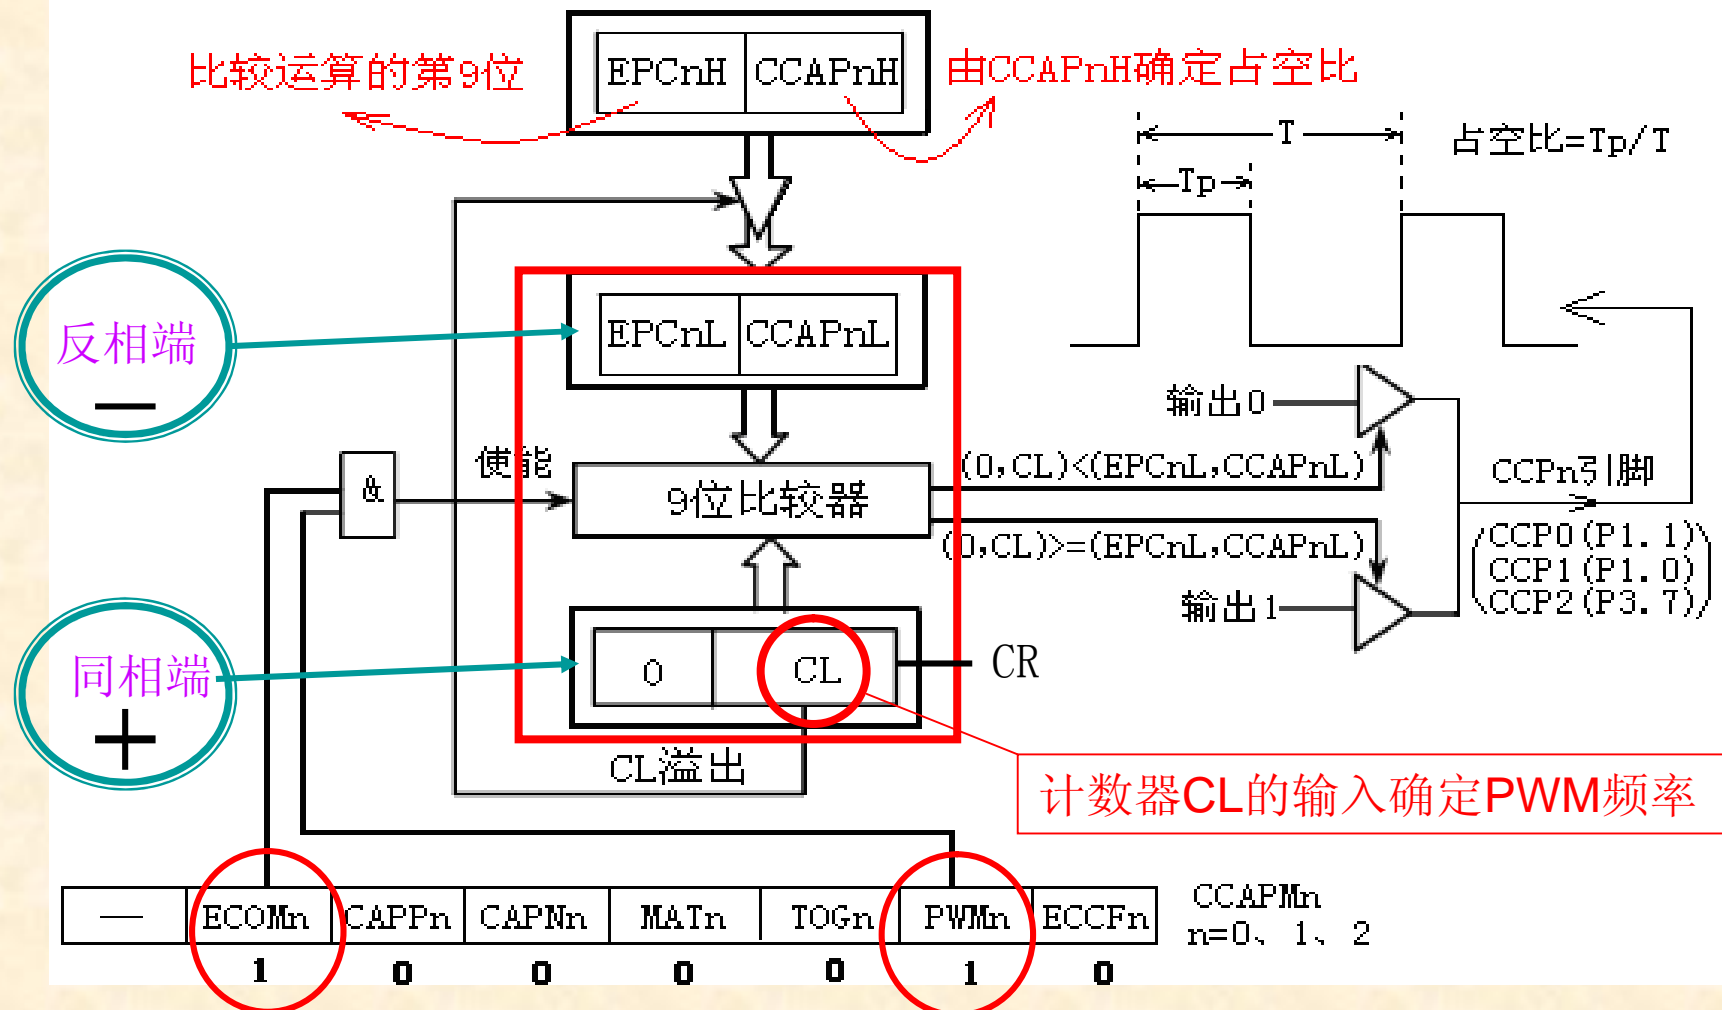 比较运算的第9位
EPCnH CCAPnH
由CCAPnH确定占空比
T
占空比=Tp/T
Tp
反相端
—
EPCnL CCAPnL
输出0
使能
(0,CL)<(EPCnL,CCAPnL)
&
9位比较器
CCPn引脚
(0,CL)>=(EPCnL,CCAPnL)
CCP0(P1.1)
CCP1(P1.0)
CCP2(P3.7)
输出1
同相端
+
0 CL
CR
CL溢出
计数器CL的输入确定PWM频率
— ECOMn CAPPn CAPNn MATn TOGn PWMn ECCFn
CCAPMn
n=0、1、2
1 0 0 0 0 1 0